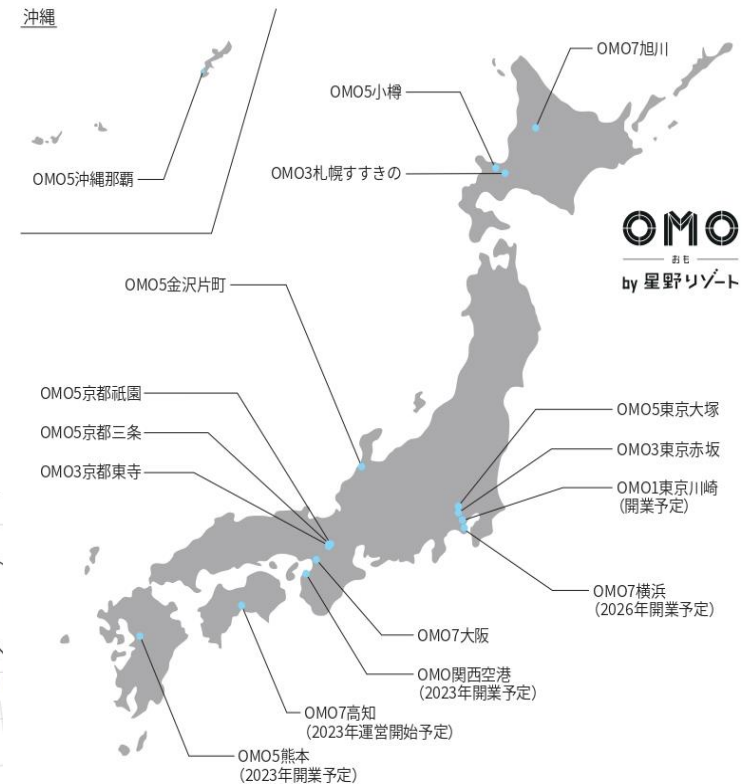 沖縄
OMO7旭川
OMO5小樽
OMO3札幌すすきの
OMO5沖縄那覇
OMO
おも
by 星野リゾート
OMO5金沢片町
OMO5京都祇園
OMO5京都三条
OMO3京都東寺
OMO5東京大塚
OMO3東京赤坂
OMO1東京川崎
(開業予定)
OMO7横浜
(2026年開業予定)
OMO7大阪
OMO関西空港
(2023年開業予定)
OMO7高知
(2023年運営開始予定)
OMO5熊本
(2023年開業予定)